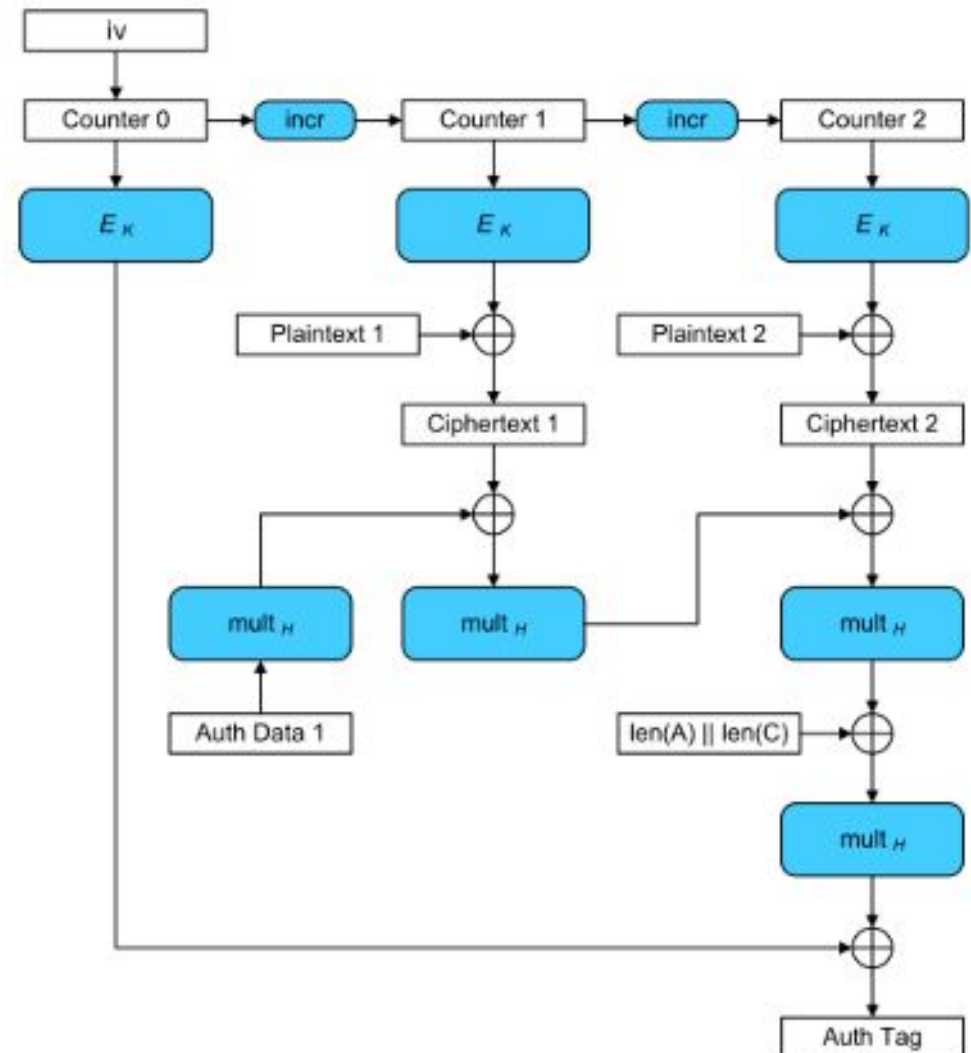 iv
Counter 0
incr
Counter 1
incr
Counter 2
E K
E K
E K
Plaintext 1
Plaintext 2
Ciphertext 1
Ciphertext 2
mult H
mult H
mult H
Auth Data 1
len(A) || len(C)
mult H
Auth Tag